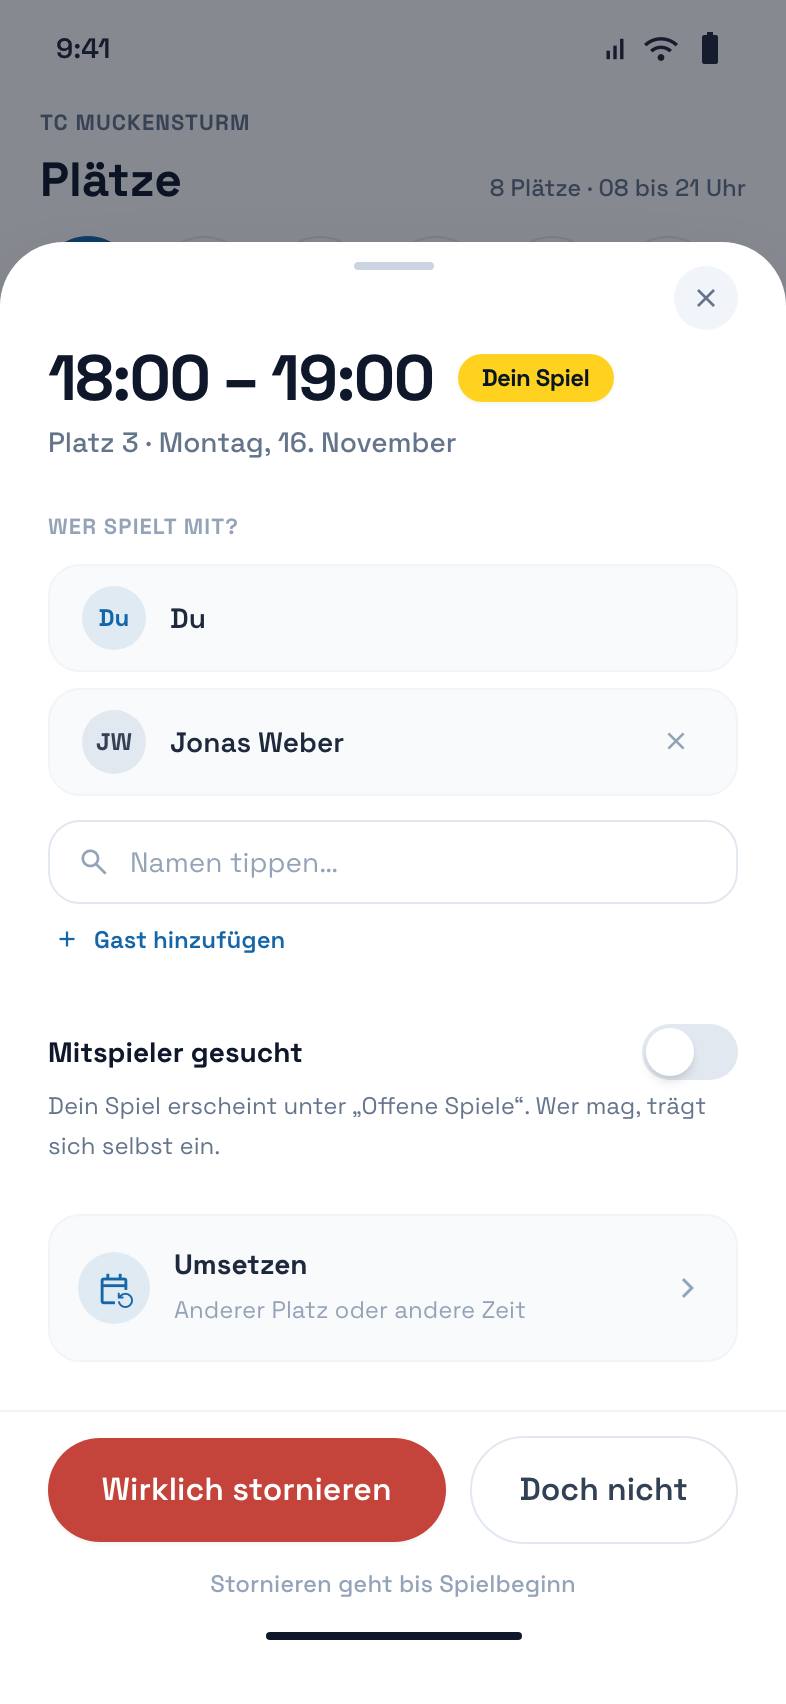 9:41
TC MUCKENSTURM
Plätze
8 Plätze · 08 bis 21 Uhr
18:00 – 19:00
Dein Spiel
Platz 3 · Montag, 16. November
WER SPIELT MIT?
Du
Du
JW
Jonas Weber
Namen tippen…
Gast hinzufügen
Mitspieler gesucht
Dein Spiel erscheint unter „Offene Spiele“. Wer mag, trägt
sich selbst ein.
Umsetzen
Anderer Platz oder andere Zeit
Wirklich stornieren
Doch nicht
Stornieren geht bis Spielbeginn